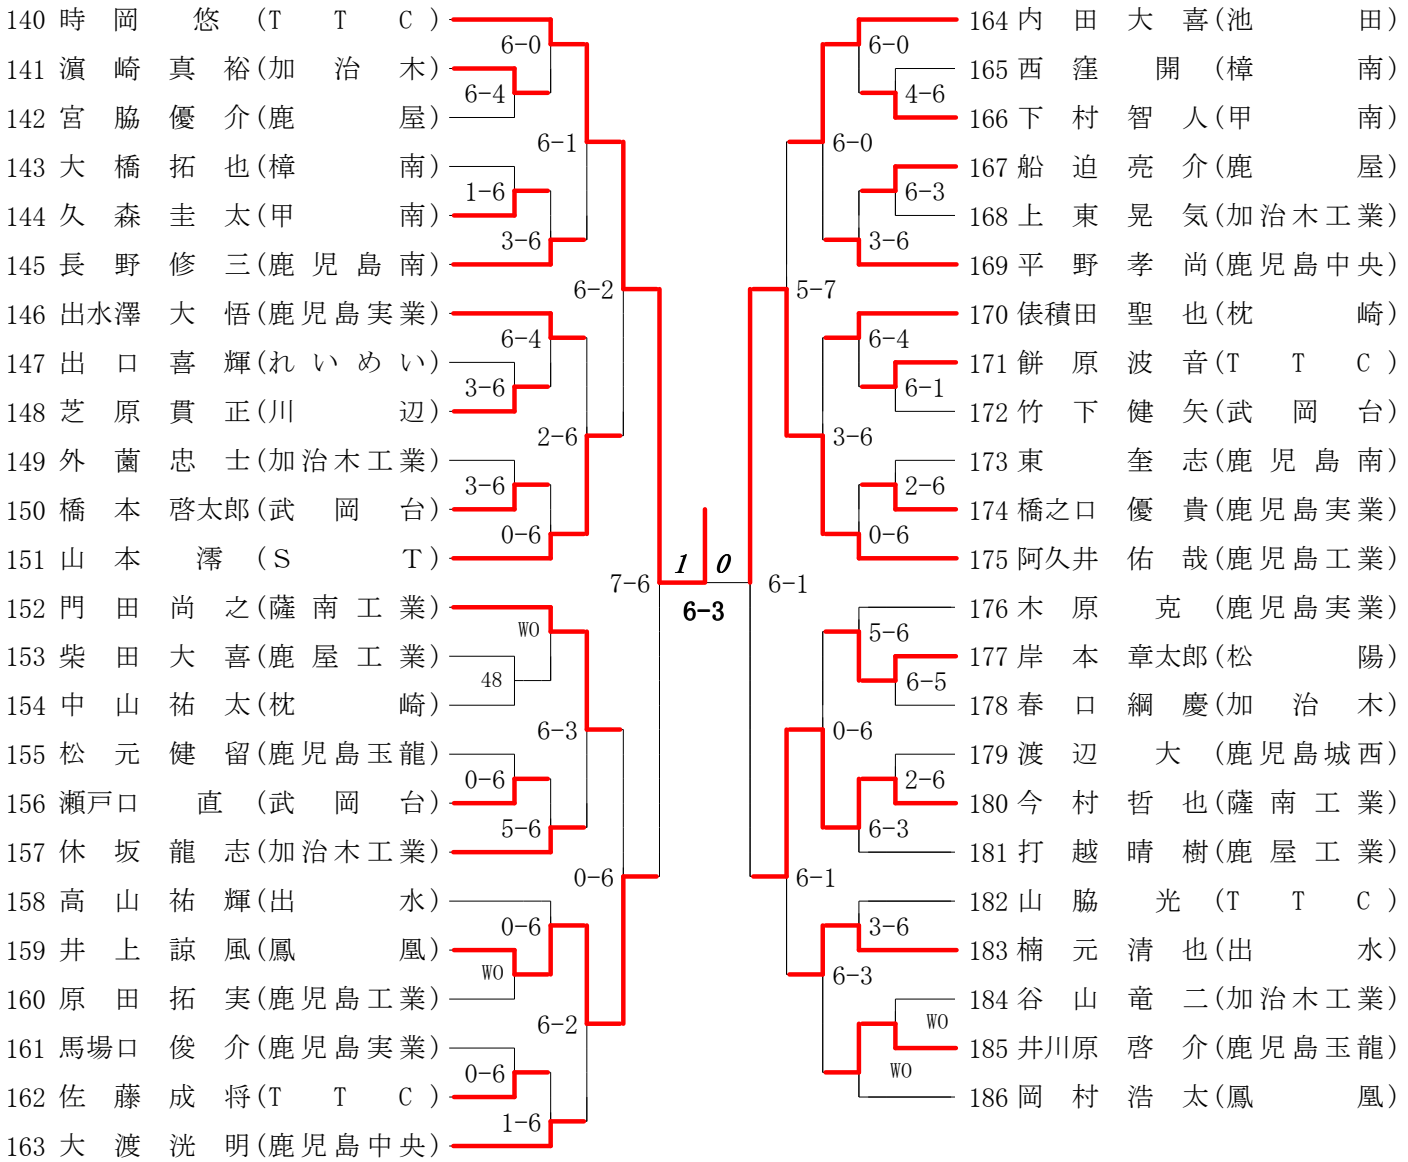 140 時岡 悠 (TTC)
6-0
141 濵崎真裕 (加治木)
6-4
142 宮脇優介 (鹿屋)
6-1
143 大橋拓也 (樟南)
1-6
144 久森圭太 (甲南)
3-6
145 長野修三 (鹿児島南)
6-2
146 出水澤大悟 (鹿児島実業)
6-4
147 出口喜輝 (れいめい)
3-6
148 芝原貫正 (川辺)
2-6
149 外薗忠士 (加治木工業)
3-6
150 橋本啓太郎 (武岡台)
0-6
151 山本 澪 (ST)
7-6
152 門田尚之 (薩南工業)
WO
153 柴田大喜 (鹿屋工業)
48
154 中山祐太 (枕崎)
6-3
155 松元健留 (鹿児島玉龍)
0-6
156 瀬戸口 直 (武岡台)
5-6
157 休坂龍志 (加治木工業)
0-6
158 高山祐輝 (出水)
0-6
159 井上諒風 (鳳凰)
WO
160 原田拓実 (鹿児島工業)
6-2
161 馬場口俊介 (鹿児島実業)
0-6
162 佐藤成将 (TTC)
1-6
163 大渡洸明 (鹿児島中央)
1 0
6-3
164 内田大喜 (池田)
6-0
165 西窪 開 (樟南)
4-6
166 下村智人 (甲南)
6-0
167 船迫亮介 (鹿屋)
6-3
168 上東晃気 (加治木工業)
3-6
169 平野孝尚 (鹿児島中央)
5-7
170 俵積田聖也 (枕崎)
6-4
171 餅原波音 (TTC)
6-1
172 竹下健矢 (武岡台)
3-6
173 東 奎志 (鹿児島南)
2-6
174 橋之口優貴 (鹿児島実業)
0-6
175 阿久井佑哉 (鹿児島工業)
6-1
176 木原 克 (鹿児島実業)
5-6
177 岸本章太郎 (松陽)
6-5
178 春口綱慶 (加治木)
0-6
179 渡辺 大 (鹿児島城西)
2-6
180 今村哲也 (薩南工業)
6-3
181 打越晴樹 (鹿屋工業)
6-1
182 山脇 光 (TTC)
3-6
183 楠元清也 (出水)
6-3
184 谷山竜二 (加治木工業)
WO
185 井川原啓介 (鹿児島玉龍)
WO
186 岡村浩太 (鳳凰)